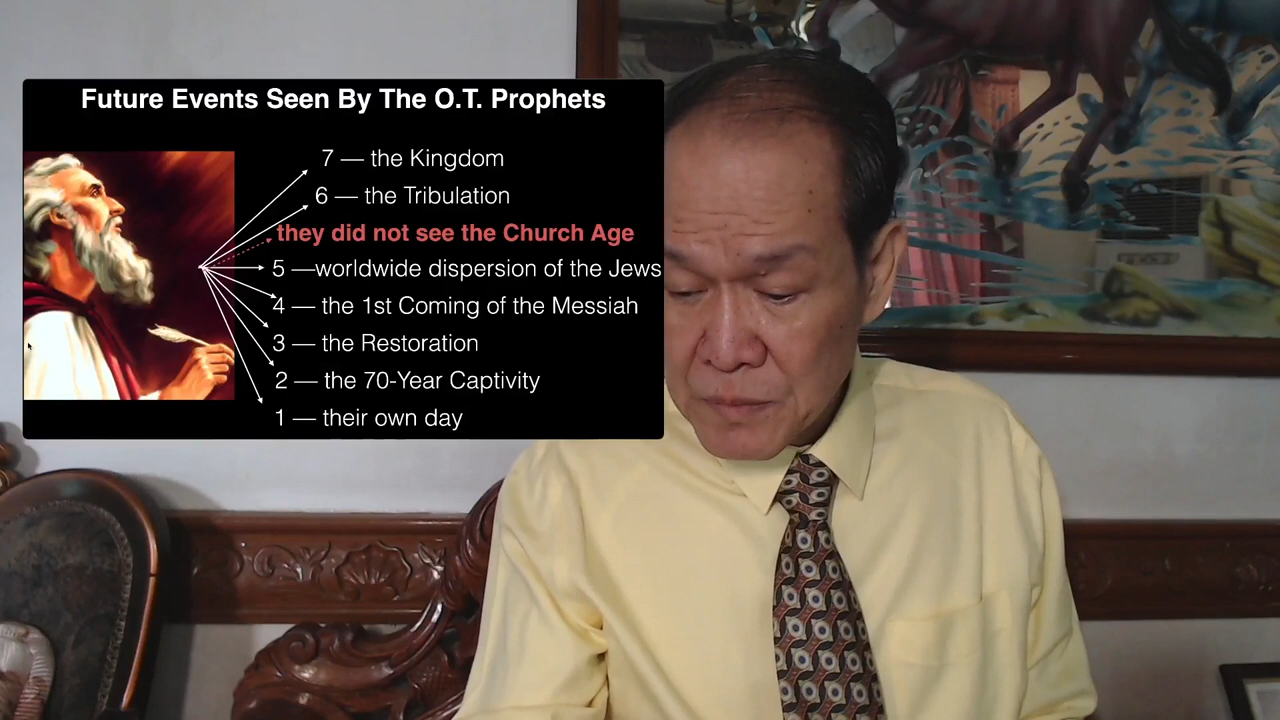 Future Events Seen By The O.T. Prophets
7 — the Kingdom
6 — the Tribulation
they did not see the Church Age
5 —worldwide dispersion of the Jews
4 — the 1st Coming of the Messiah
3 — the Restoration
2 — the 70-Year Captivity
1 — their own day